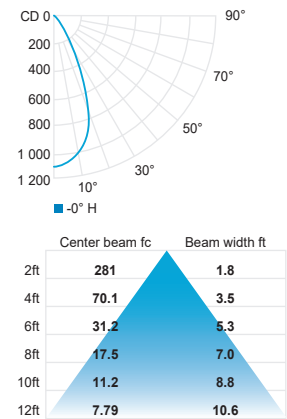 CD 0
90°
200
400
70°
600
800
50°
1 000
30°
1 200
10°
-0° H
Center beam fc Beam width ft
2ft 281 1.8
4ft 70.1 3.5
6ft 31.2 5.3
8ft 17.5 7.0
10ft 11.2 8.8
12ft 7.79 10.6